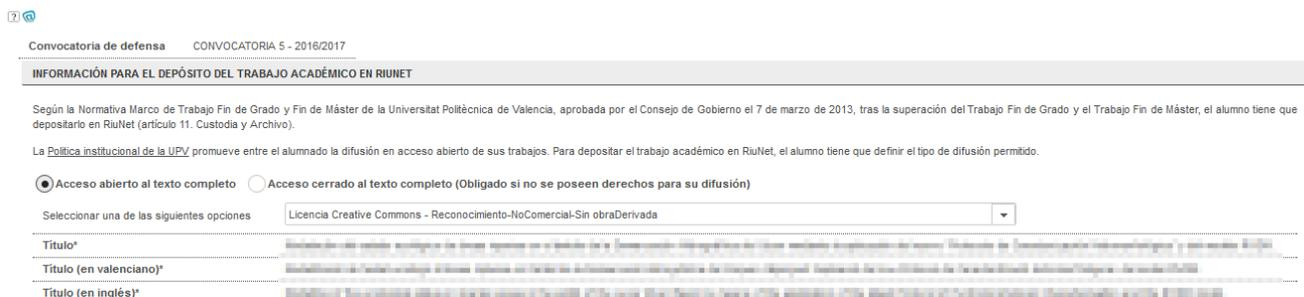 ?
Convocatoria de defensa CONVOCATORIA 5 - 2016/2017
INFORMACIÓN PARA EL DEPÓSITO DEL TRABAJO ACADÉMICO EN RIUNET
Según la Normativa Marco de Trabajo Fin de Grado y Fin de Máster de la Universitat Politècnica de Valencia, aprobada por el Consejo de Gobierno el 7 de marzo de 2013, tras la superación del Trabajo Fin de Grado y el Trabajo Fin de Máster, el alumno tiene que
depositarlo en RiuNet (artículo 11. Custodia y Archivo).
La Política institucional de la UPV promueve entre el alumnado la difusión en acceso abierto de sus trabajos. Para depositar el trabajo académico en RiuNet, el alumno tiene que definir el tipo de difusión permitido.
Acceso abierto al texto completo Acceso cerrado al texto completo (Obligado si no se poseen derechos para su difusión)
Seleccionar una de las siguientes opciones Licencia Creative Commons - Reconocimiento-NoComercial-Sin obraDerivada
Título*
Título (en valenciano)*
Título (en inglés)*